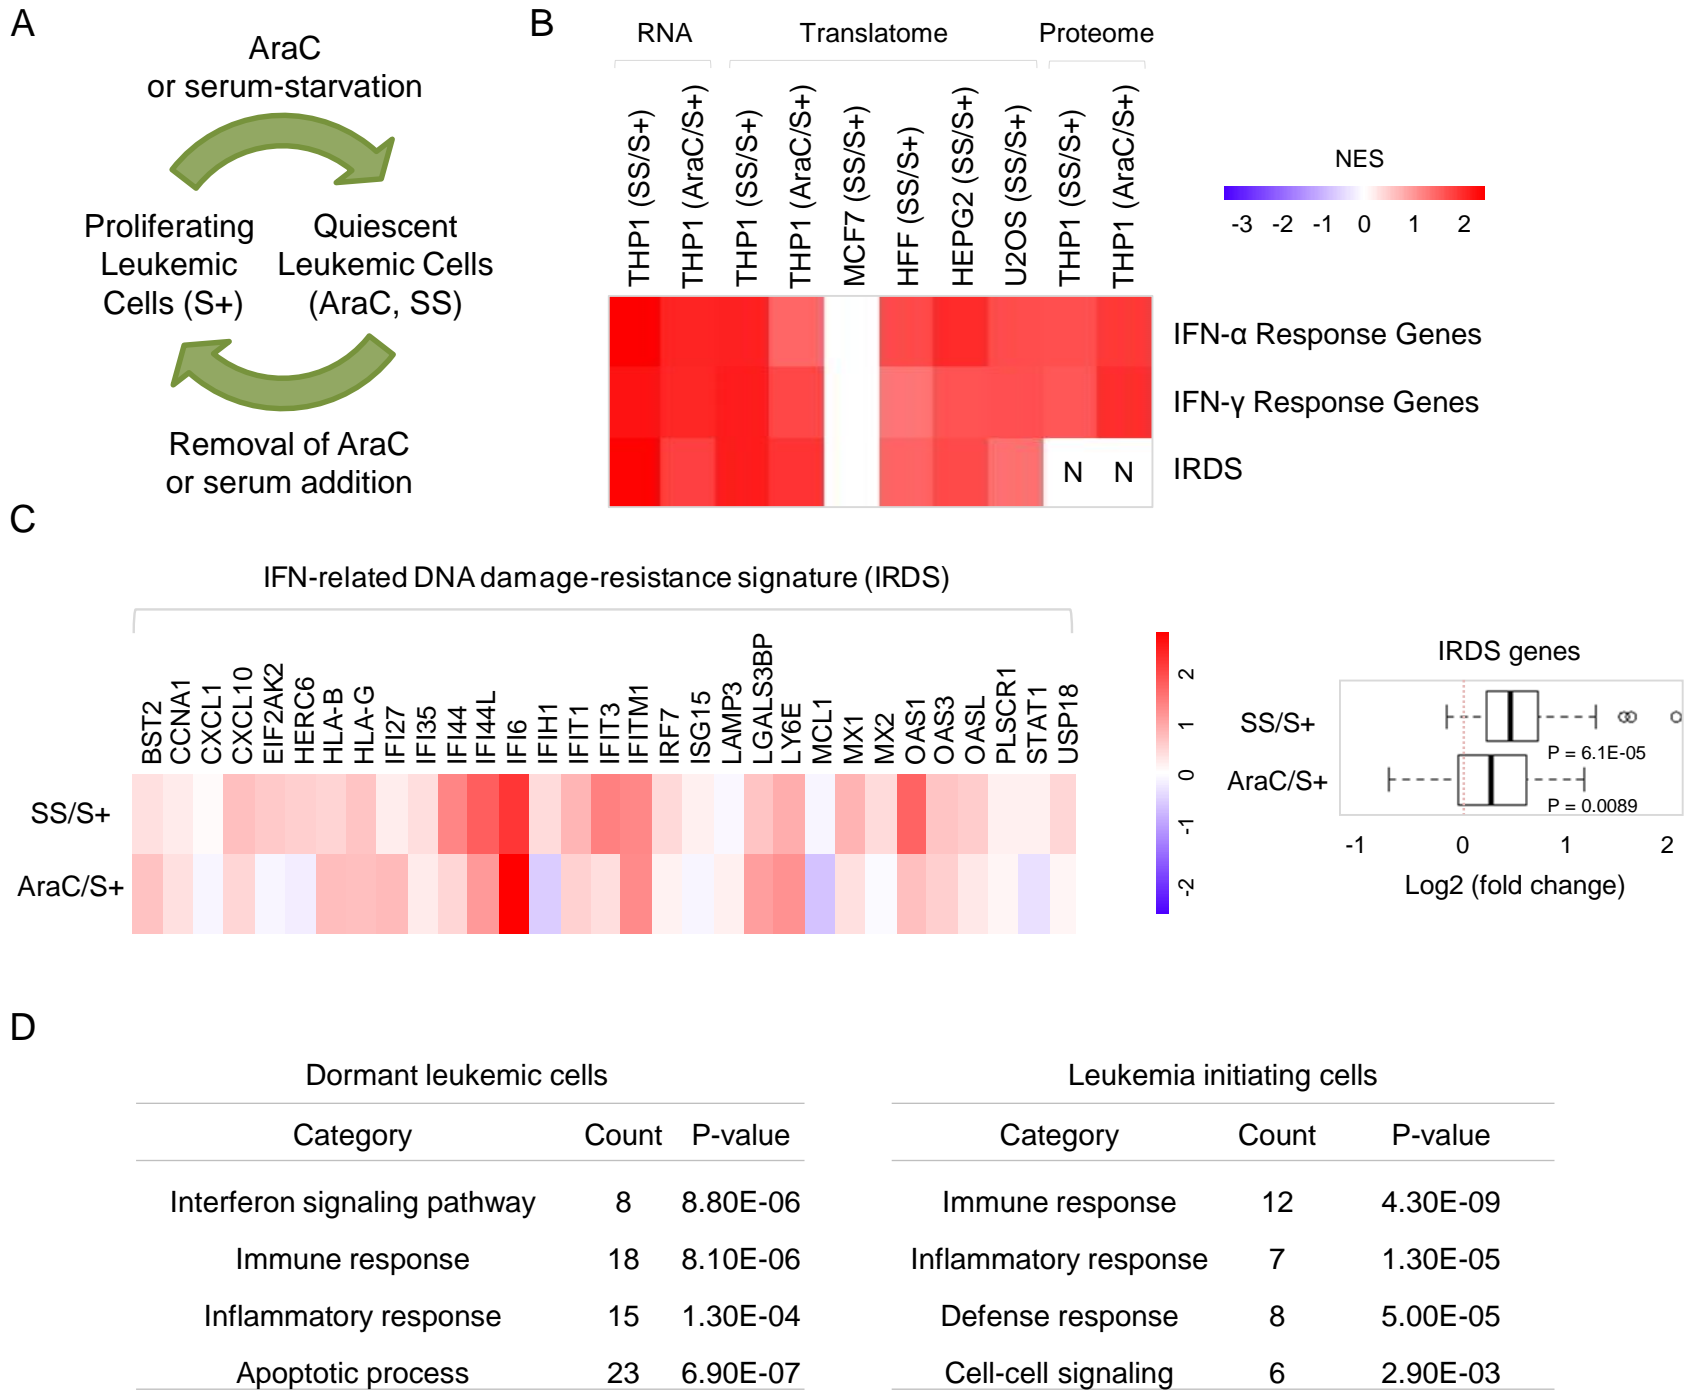 A
AraC
or serum-starvation
Proliferating
Leukemic
Cells (S+)
Quiescent
Leukemic Cells
(AraC, SS)
Removal of AraC
or serum addition
B
RNA
Translatome
Proteome
THP1 (SS/S+)
THP1 (AraC/S+)
THP1 (SS/S+)
THP1 (AraC/S+)
MCF7 (SS/S+)
HFF (SS/S+)
HEPG2 (SS/S+)
U2OS (SS/S+)
THP1 (SS/S+)
THP1 (AraC/S+)
NES
-3 -2 -1 0 1 2
IFN-α Response Genes
IFN-γ Response Genes
N N IRDS
C
IFN-related DNA damage-resistance signature (IRDS)
BST2
CCNA1
CXCL1
CXCL10
EIF2AK2
HERC6
HLA-B
HLA-G
IFI27
IFI35
IFI44
IFI44L
IFI6
IFIH1
IFIT1
IFIT3
IFITM1
IRF7
ISG15
LAMP3
LGALS3BP
LY6E
MCL1
MX1
MX2
OAS1
OAS3
OASL
PLSCR1
STAT1
USP18
SS/S+
AraC/S+
2
1
0
-1
-2
IRDS genes
SS/S+
P = 6.1E-05
AraC/S+
P = 0.0089
-1 0 1 2
Log2 (fold change)
D
Dormant leukemic cells
Category Count P-value
Interferon signaling pathway 8 8.80E-06
Immune response 18 8.10E-06
Inflammatory response 15 1.30E-04
Apoptotic process 23 6.90E-07
Leukemia initiating cells
Category Count P-value
Immune response 12 4.30E-09
Inflammatory response 7 1.30E-05
Defense response 8 5.00E-05
Cell-cell signaling 6 2.90E-03